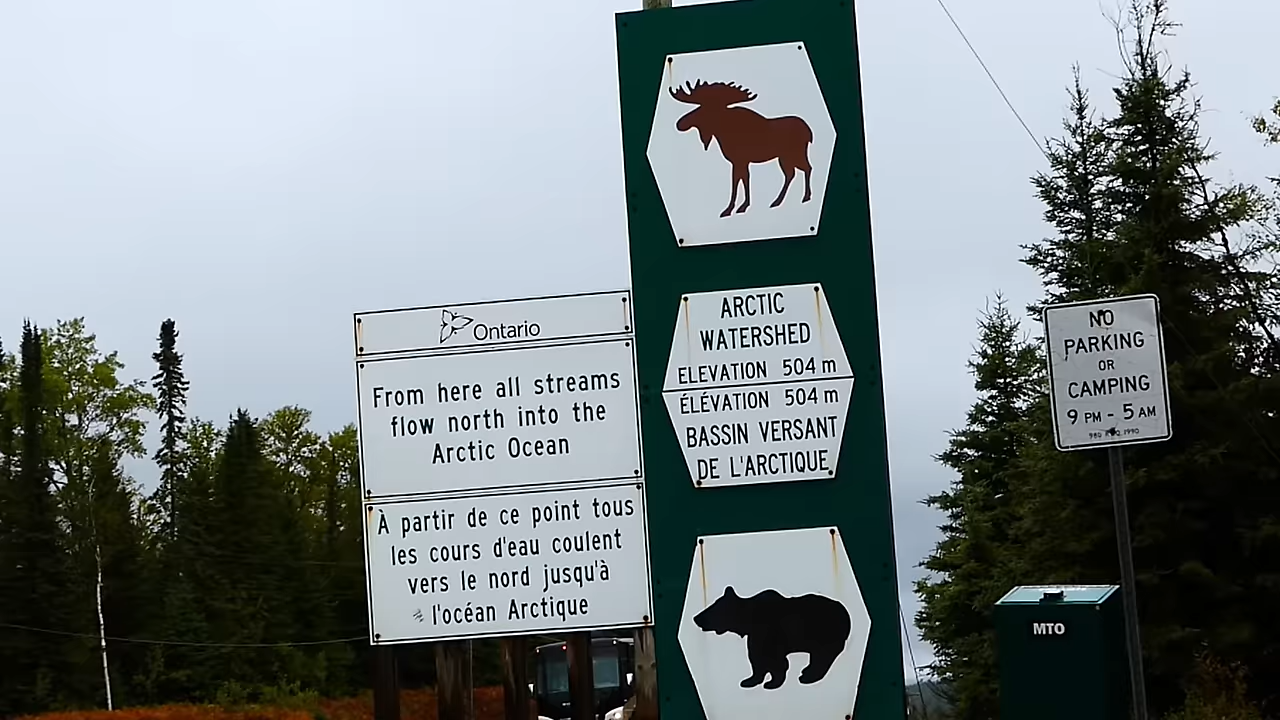 Ontario
From here all streams
flow north into the
Arctic Ocean
À partir de ce point tous
les cours d'eau coulent
vers le nord jusqu'à
l'océan Arctique
ARCTIC
WATERSHED
ELEVATION 504 m
ÉLÉVATION 504 m
BASSIN VERSANT
DE L'ARCTIQUE
NO
PARKING
OR
CAMPING
9 PM - 5 AM
MTO